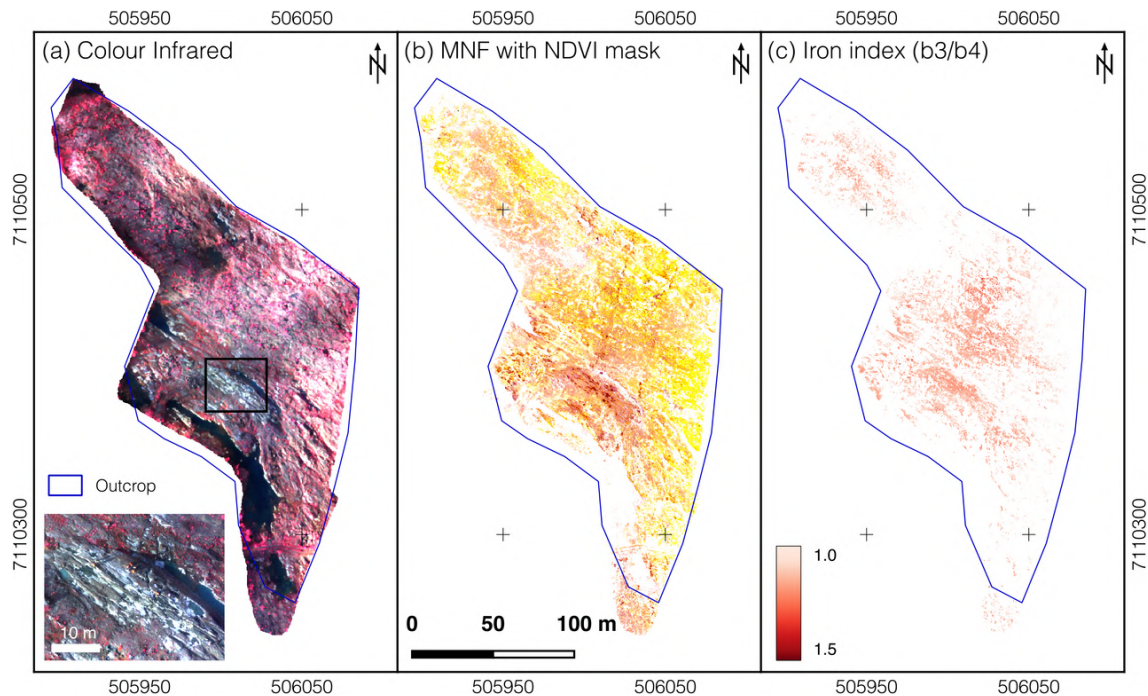 505950 506050 505950 506050 505950 506050
(a) Colour Infrared
N
(b) MNF with NDVI mask
N
(c) Iron index (b3/b4)
N
7110500
7110500
Outcrop
7110300
7110300
10 m
0 50 100 m
1.0
1.5
505950 506050 505950 506050 505950 506050